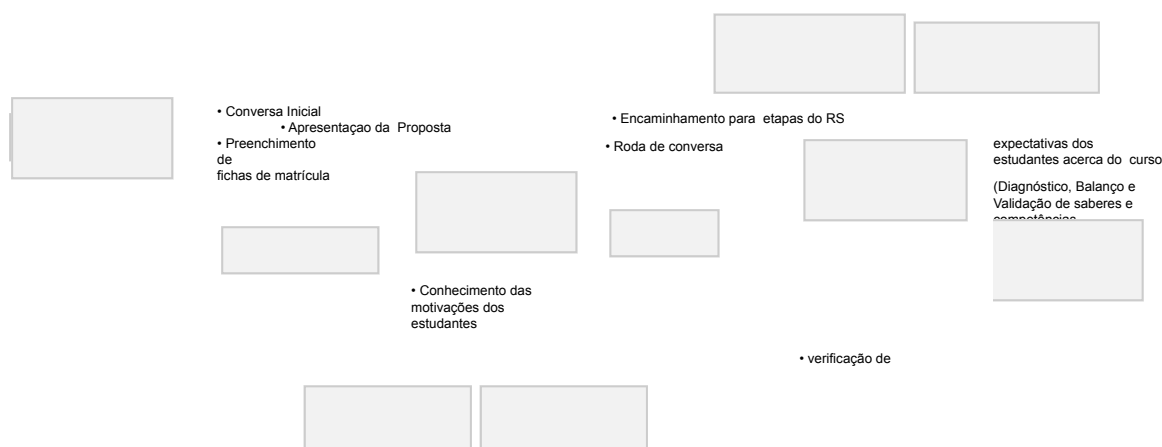 • Conversa Inicial
• Apresentaçao da Proposta
• Preenchimento
de
fichas de matrícula
• Conhecimento das
motivações dos
estudantes
• Encaminhamento para etapas do RS
• Roda de conversa
• verificação de
expectativas dos
estudantes acerca do curso
(Diagnóstico, Balanço e
Validação de saberes e
competências